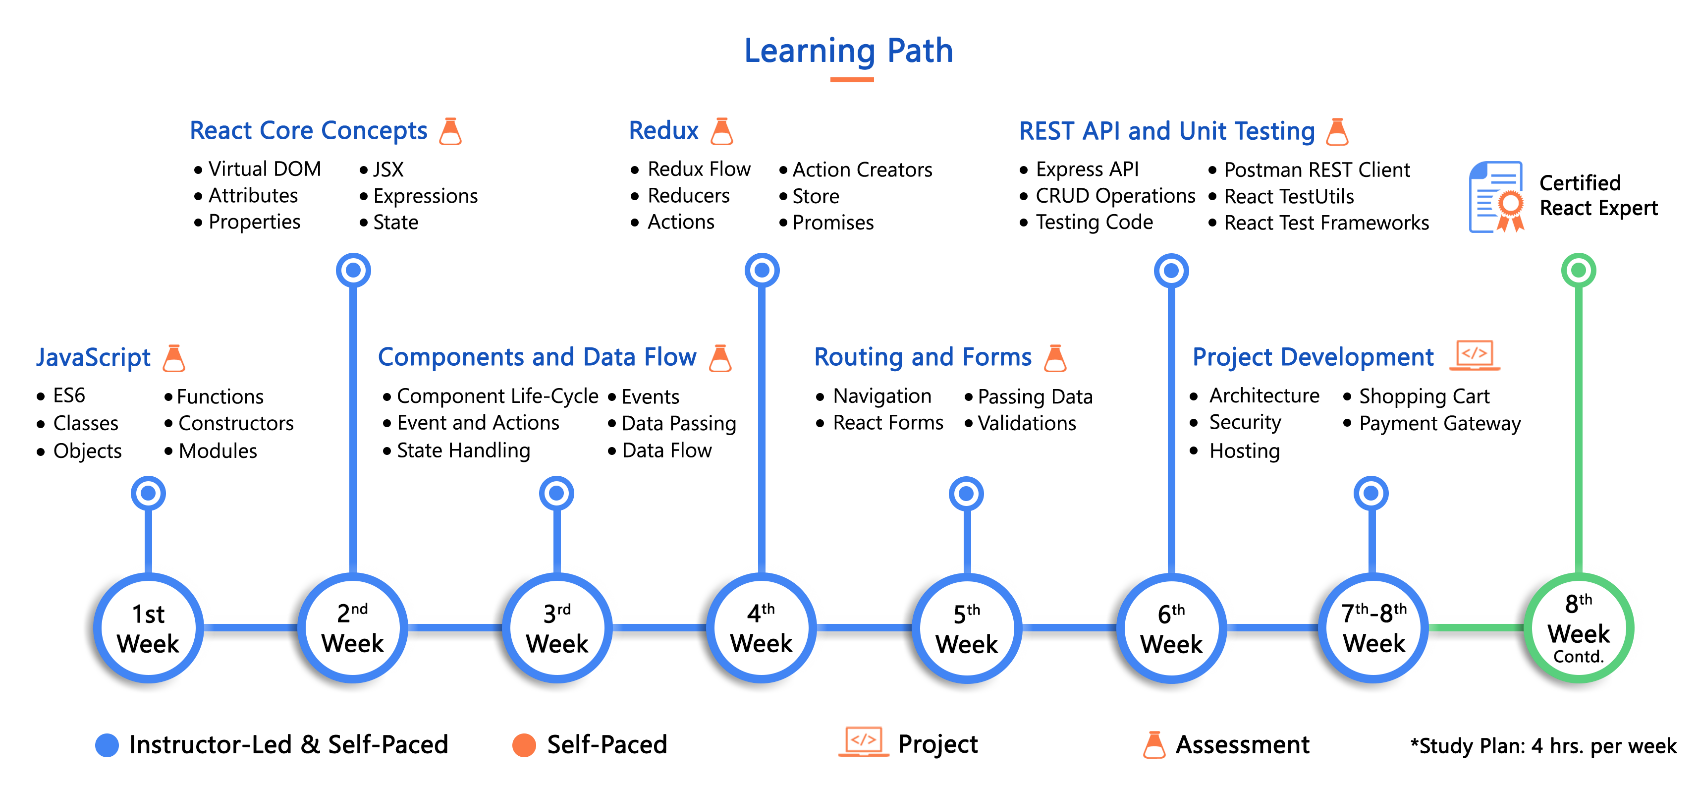 Learning Path
React Core Concepts
• Virtual DOM • JSX
• Attributes • Expressions
• Properties • State
Redux
• Redux Flow • Action Creators
• Reducers • Store
• Actions • Promises
REST API and Unit Testing
• Express API • Postman REST Client
• CRUD Operations • React TestUtils
• Testing Code • React Test Frameworks
Certified
React Expert
JavaScript
• ES6 • Functions
• Classes • Constructors
• Objects • Modules
Components and Data Flow
• Component Life-Cycle • Events
• Event and Actions • Data Passing
• State Handling • Data Flow
Routing and Forms
• Navigation • Passing Data
• React Forms • Validations
Project Development
</>
• Architecture • Shopping Cart
• Security • Payment Gateway
• Hosting
1st
Week
2nd
Week
3rd
Week
4th
Week
5th
Week
6th
Week
7th-8th
Week
8th
Week
Contd.
Instructor-Led & Self-Paced
Self-Paced
</>
Project
Assessment
*Study Plan: 4 hrs. per week